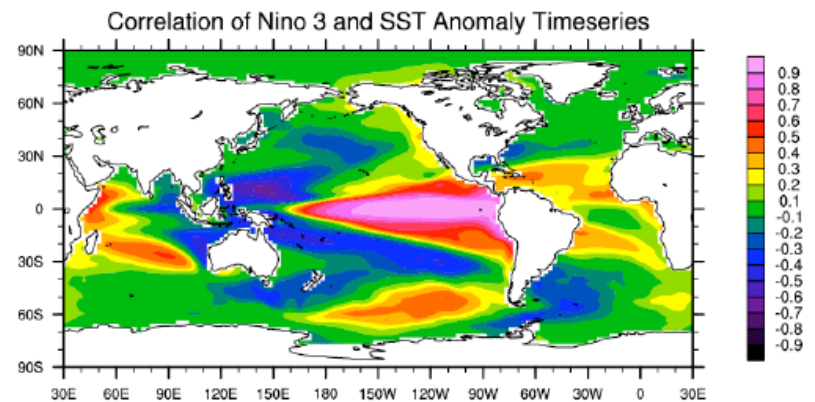 Correlation of Nino 3 and SST Anomaly Timeseries
90N
60N
30N
0
30S
60S
90S
30E 60E 90E 120E 150E 180 150W 120W 90W 60W 30W 0 30E
0.9
0.8
0.7
0.6
0.5
0.4
0.3
0.2
0.1
-0.1
-0.2
-0.3
-0.4
-0.5
-0.6
-0.7
-0.8
-0.9